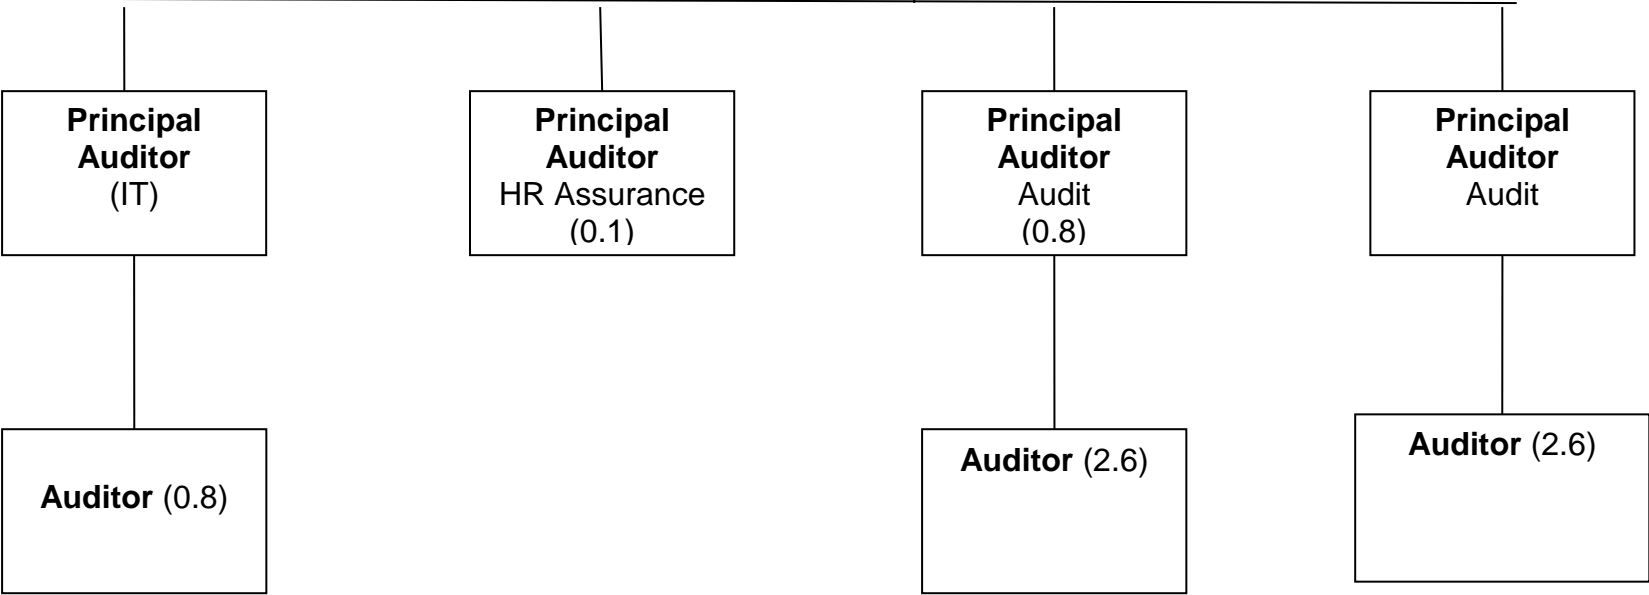 Principal
Auditor
(IT)
Principal
Auditor
HR Assurance
(0.1)
Principal
Auditor
Audit
(0.8)
Principal
Auditor
Audit
Auditor (0.8)
Auditor (2.6)
Auditor (2.6)